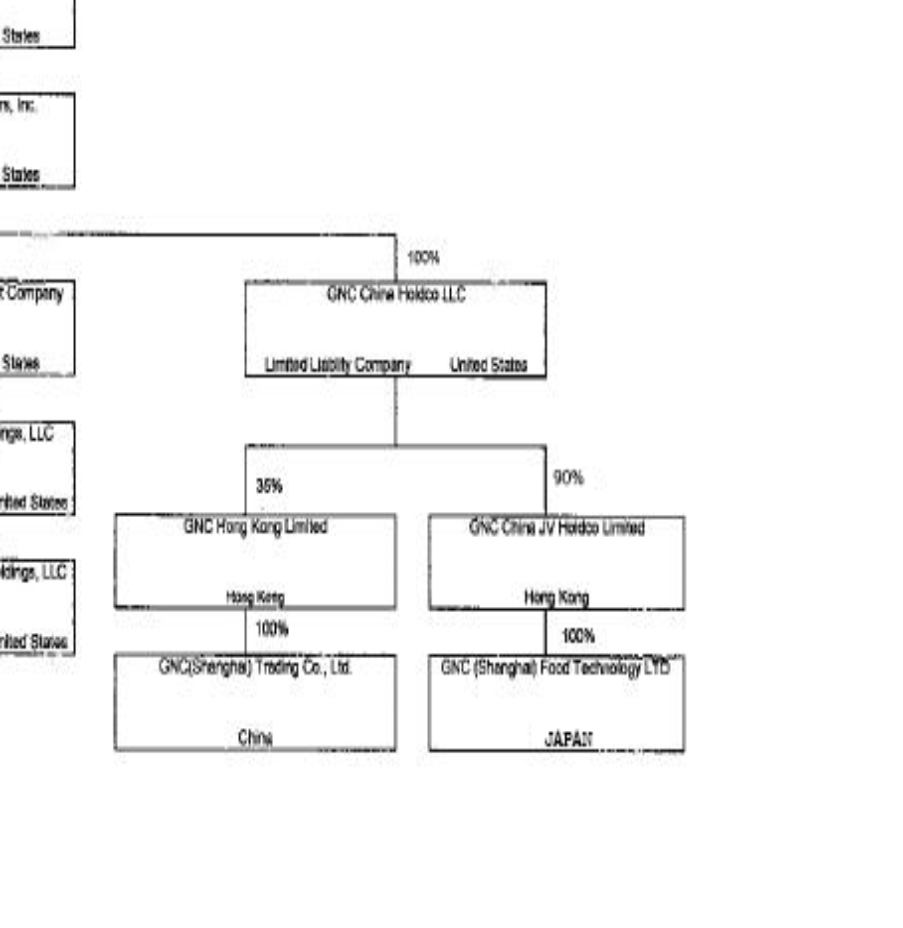 States
rs, Inc.
States
100%
t Company
GNC China Holdco LLC
States
Limited Liablity Company United States
ngs, LLC
35%
90%
nited States
GNC Hong Kong Limited
GNC China JV Holdco Limited
ldings, LLC
Hong Kong
Hong Kong
100%
100%
nited States
GNC(Shanghai) Trading Co., Ltd.
GNC (Shanghai) Food Technology LTD
China
JAPAN